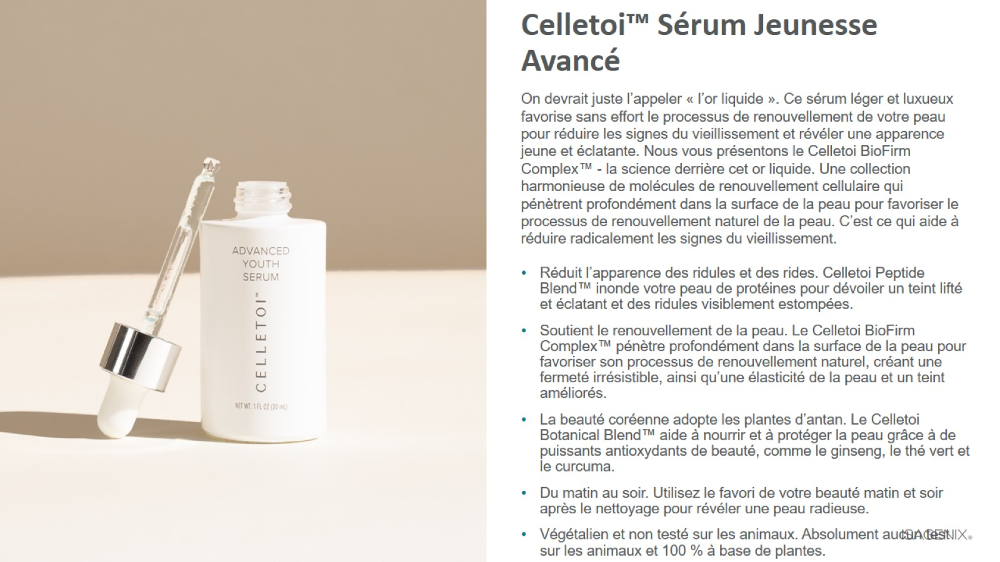 Celletoi™ Sérum Jeunesse
Avancé
On devrait juste l’appeler « l’or liquide ». Ce sérum léger et luxueux
favorise sans effort le processus de renouvellement de votre peau
pour réduire les signes du vieillissement et révéler une apparence
jeune et éclatante. Nous vous présentons le Celletoi BioFirm
Complex™ - la science derrière cet or liquide. Une collection
harmonieuse de molécules de renouvellement cellulaire qui
pénètrent profondément dans la surface de la peau pour favoriser le
processus de renouvellement naturel de la peau. C’est ce qui aide à
réduire radicalement les signes du vieillissement.
• Réduit l’apparence des ridules et des rides. Celletoi Peptide
Blend™ inonde votre peau de protéines pour dévoiler un teint lifté
et éclatant et des ridules visiblement estompées.
• Soutient le renouvellement de la peau. Le Celletoi BioFirm
Complex™ pénètre profondément dans la surface de la peau pour
favoriser son processus de renouvellement naturel, créant une
fermeté irrésistible, ainsi qu’une élasticité de la peau et un teint
améliorés.
• La beauté coréenne adopte les plantes d’antan. Le Celletoi
Botanical Blend™ aide à nourrir et à protéger la peau grâce à de
puissants antioxydants de beauté, comme le ginseng, le thé vert et
le curcuma.
• Du matin au soir. Utilisez le favori de votre beauté matin et soir
après le nettoyage pour révéler une peau radieuse.
• Végétalien et non testé sur les animaux. Absolument aucun test
sur les animaux et 100 % à base de plantes.
ISAGENIX®
ADVANCED
YOUTH
SERUM
CELLETOI™
NET WT. 1 FL OZ (30 mL)